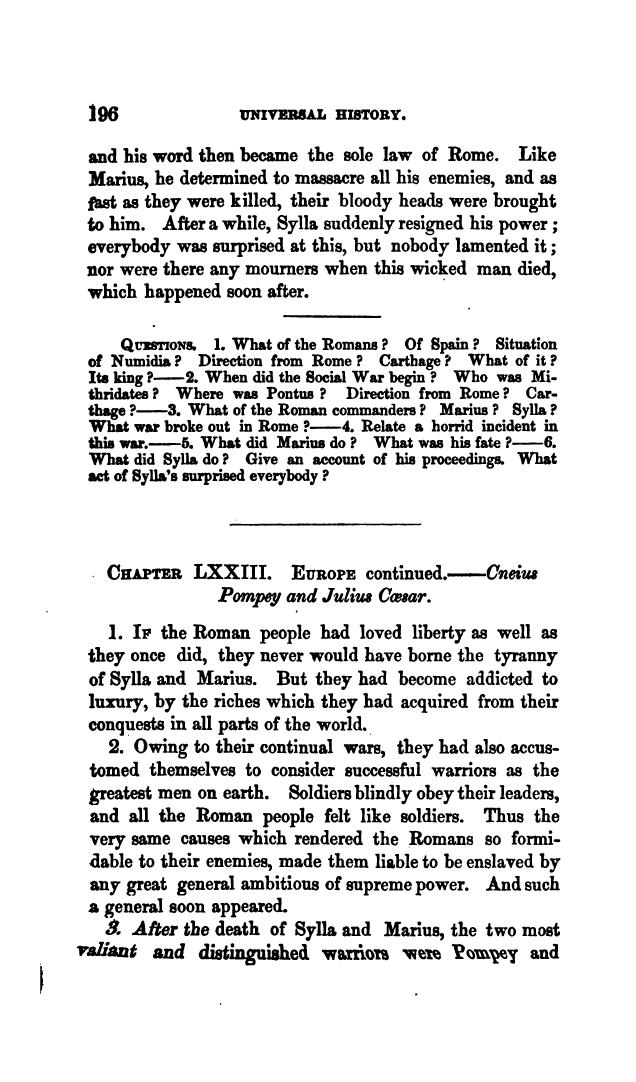 196 UNIVERSAL HISTORY.
and his word then became the sole law of Rome. Like
Marius, he determined to massacre all his enemies, and as
fast as they were killed, their bloody heads were brought
to him. After a while, Sylla suddenly resigned his power;
everybody was surprised at this, but nobody lamented it;
nor were there any mourners when this wicked man died,
which happened soon after.
QUESTIONS. 1. What of the Romans? Of Spain? Situation
of Numidia? Direction from Rome? Carthage? What of it?
Its king?——2. When did the Social War begin? Who was Mi-
thridates? Where was Pontus? Direction from Rome? Car-
thage?——3. What of the Roman commanders? Marius? Sylla?
What war broke out in Rome?——4. Relate a horrid incident in
this war.——5. What did Marius do? What was his fate?——6.
What did Sylla do? Give an account of his proceedings. What
act of Sylla's surprised everybody?
CHAPTER LXXIII. EUROPE continued.——Cneius
Pompey and Julius Cæsar.
1. IF the Roman people had loved liberty as well as
they once did, they never would have borne the tyranny
of Sylla and Marius. But they had become addicted to
luxury, by the riches which they had acquired from their
conquests in all parts of the world.
2. Owing to their continual wars, they had also accus-
tomed themselves to consider successful warriors as the
greatest men on earth. Soldiers blindly obey their leaders,
and all the Roman people felt like soldiers. Thus the
very same causes which rendered the Romans so formi-
dable to their enemies, made them liable to be enslaved by
any great general ambitious of supreme power. And such
a general soon appeared.
3. After the death of Sylla and Marius, the two most
valiant and distinguished warriors were Pompey and